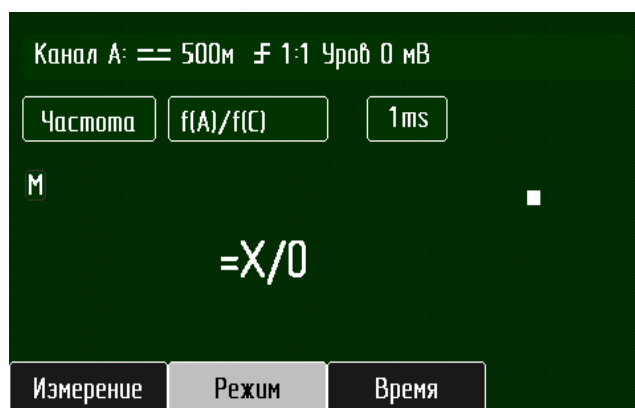 Канал А: 500м 1:1 Уров 0 мВ
Частота f(A)/f(C) 1ms
M
=X/0
Измерение Режим Время